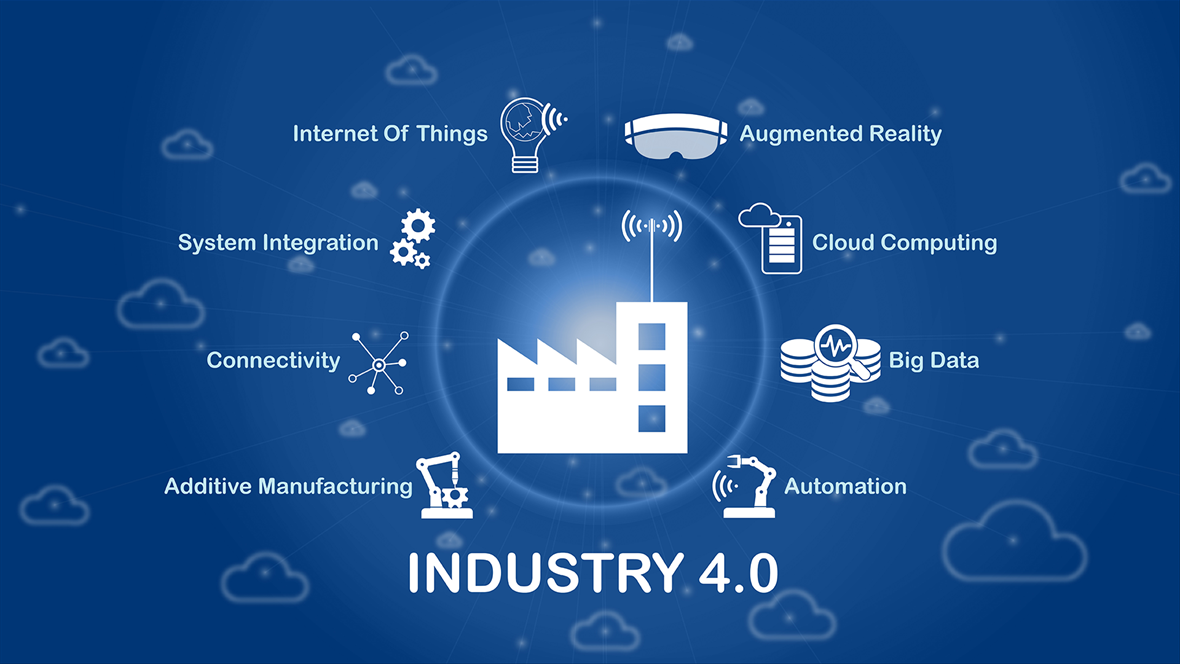 Internet Of Things
Augmented Reality
System Integration
Cloud Computing
Connectivity
Big Data
Additive Manufacturing
Automation
INDUSTRY 4.0